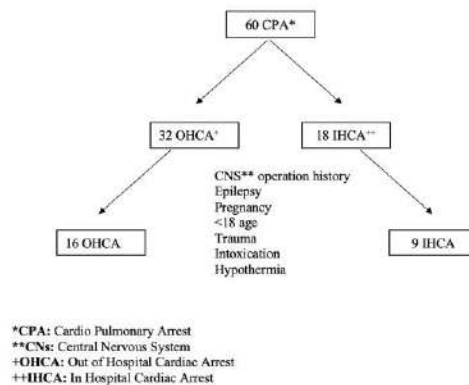 60 CPA*
32 OHCA+
18 IHCA++
CNS** operation history
Epilepsy
Pregnancy
<18 age
Trauma
Intoxication
Hypothermia
16 OHCA
9 IHCA
*CPA: Cardio Pulmonary Arrest
**CNs: Central Nervous System
+OHCA: Out of Hospital Cardiac Arrest
++IHCA: In Hospital Cardiac Arrest